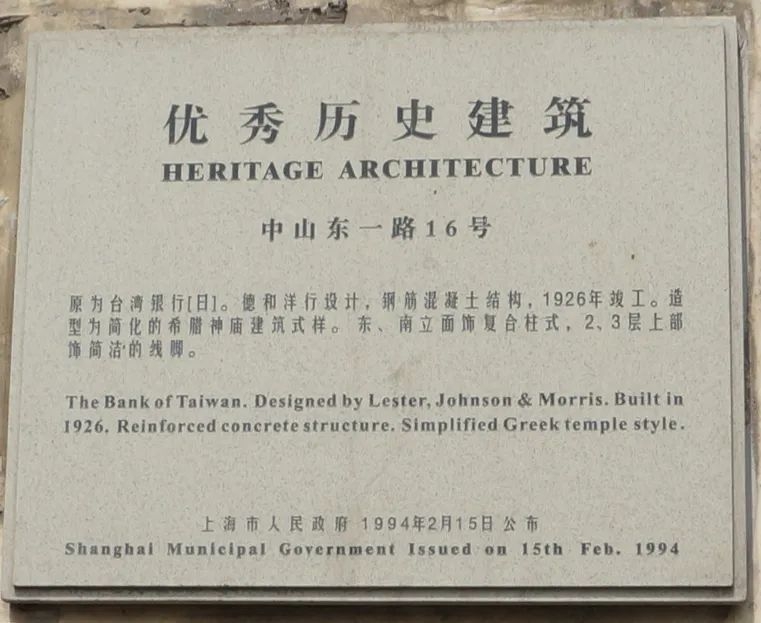 优秀历史建筑
HERITAGE ARCHITECTURE
中山东一路16号
原为台湾银行[日]。德和洋行设计，钢筋混凝土结构，1926年竣工。造
型为简化的希腊神庙建筑式样。东、南立面饰复合柱式，2、3层上部
饰简洁的线脚。
The Bank of Taiwan. Designed by Lester, Johnson & Morris. Built in
1926. Reinforced concrete structure. Simplified Greek temple style.
上海市人民政府 1994年2月15日公布
Shanghai Municipal Government Issued on 15th Feb. 1994